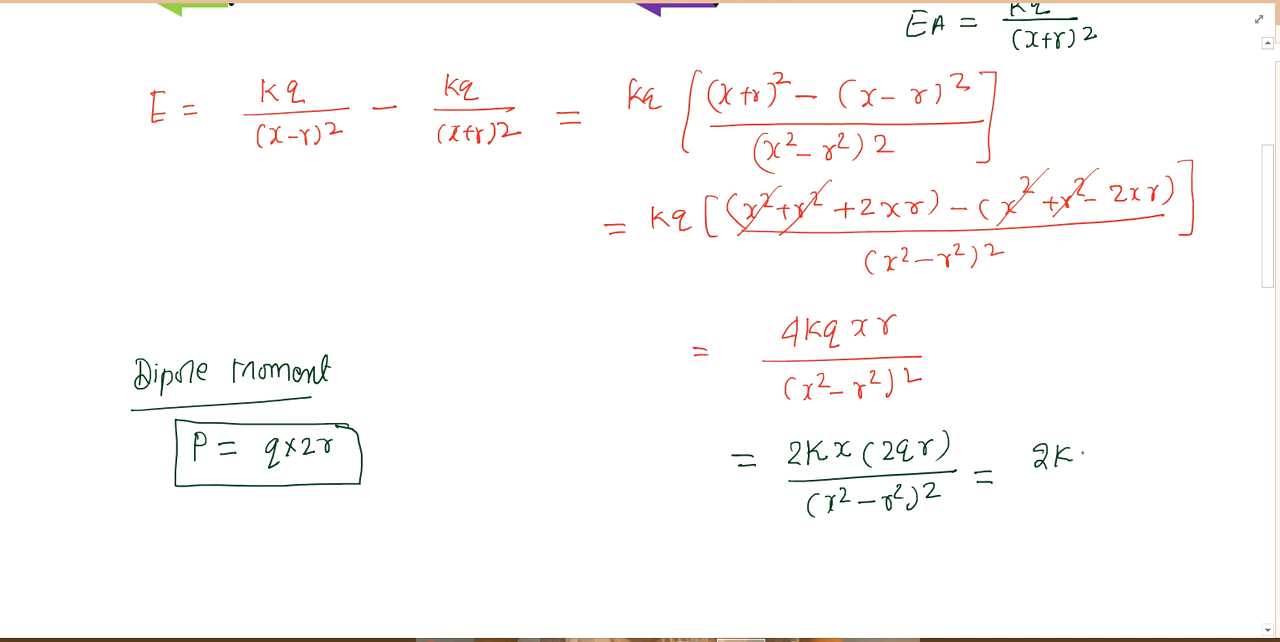 EA = kq/(x+r)2
E = kq/(x-r)2 - kq/(x+r)2 = kq [(x+r)² - (x-r)2/(x²-r²)2]
= kq [(x²+r²+2xr) - (x²+r²-2xr)/(x²-r²)2]
= 4kqxr/(x²-r²)2
Dipole Moment
P = q×2r
= 2kx(2qr)/(x²-r²)2 = 2k